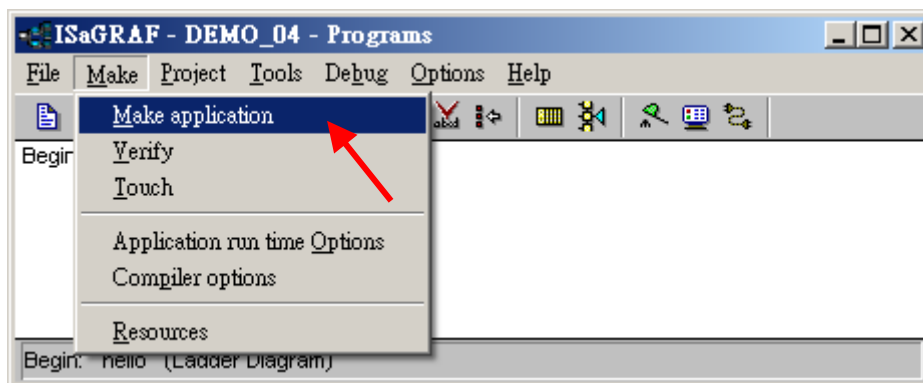 ISaGRAF - DEMO_04 - Programs
File Make Project Tools Debug Options Help
Make application
Begin
Verify
Touch
Application run time Options
Compiler options
Resources
Begin: hello (Ladder Diagram)